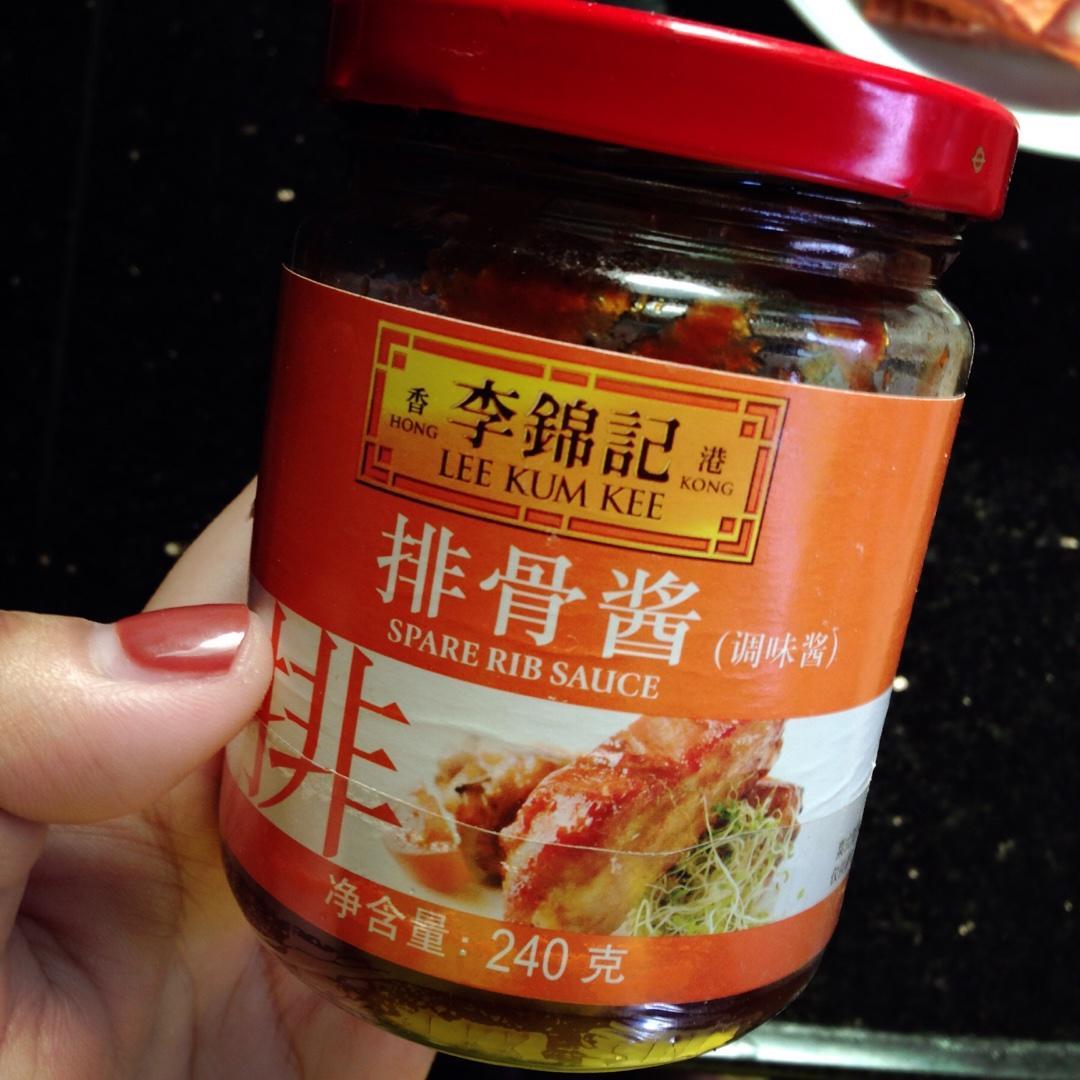 香 李錦記 港
HONG LEE KUM KEE KONG
排骨酱 (调味酱)
SPARE RIB SAUCE
排
净含量: 240 克